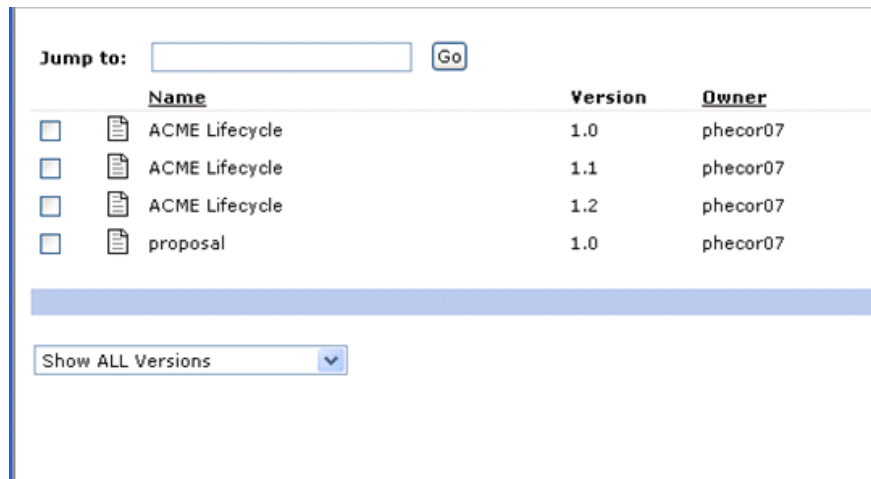 Jump to: Go
Name Version Owner
ACME Lifecycle 1.0 phecor07
ACME Lifecycle 1.1 phecor07
ACME Lifecycle 1.2 phecor07
proposal 1.0 phecor07
Show ALL Versions